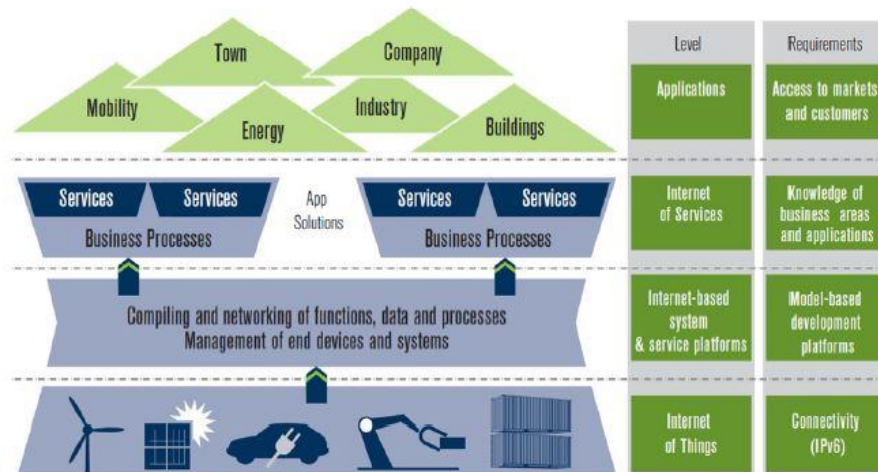 Town
Company
Mobility
Industry
Energy
Buildings
Level
Requirements
Applications
Access to markets
and customers
Services
Services
App
Solutions
Services
Services
Business Processes
Business Processes
Internet
of Services
Knowledge of
business areas
and applications
Compiling and networking of functions, data and processes
Management of end devices and systems
Internet-based
system
& service platforms
Model-based
development
platforms
Internet
of Things
Connectivity
(IPv6)